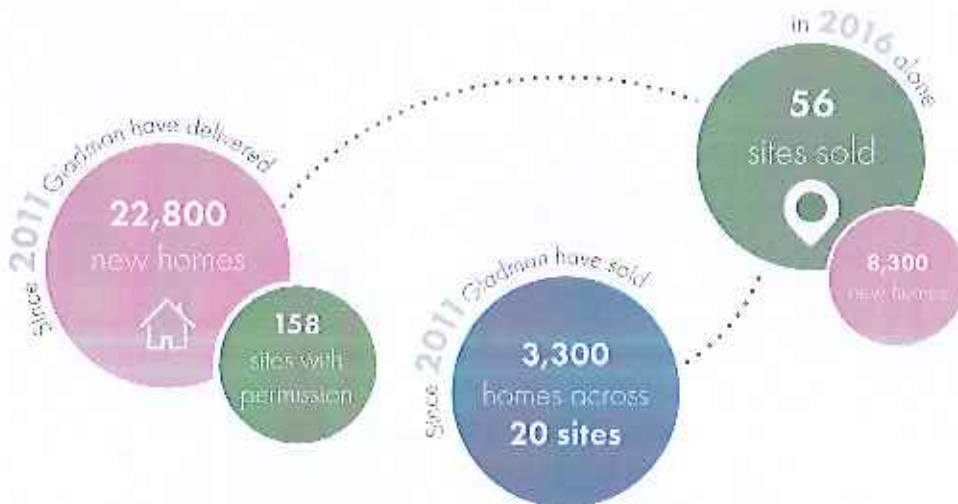 Since 2011 Gladman have delivered
22,800
new homes
158
sites with
permission
Since 2011 Gladman have sold
3,300
homes across
20 sites
in 2016 alone
56
sites sold
8,300
new homes